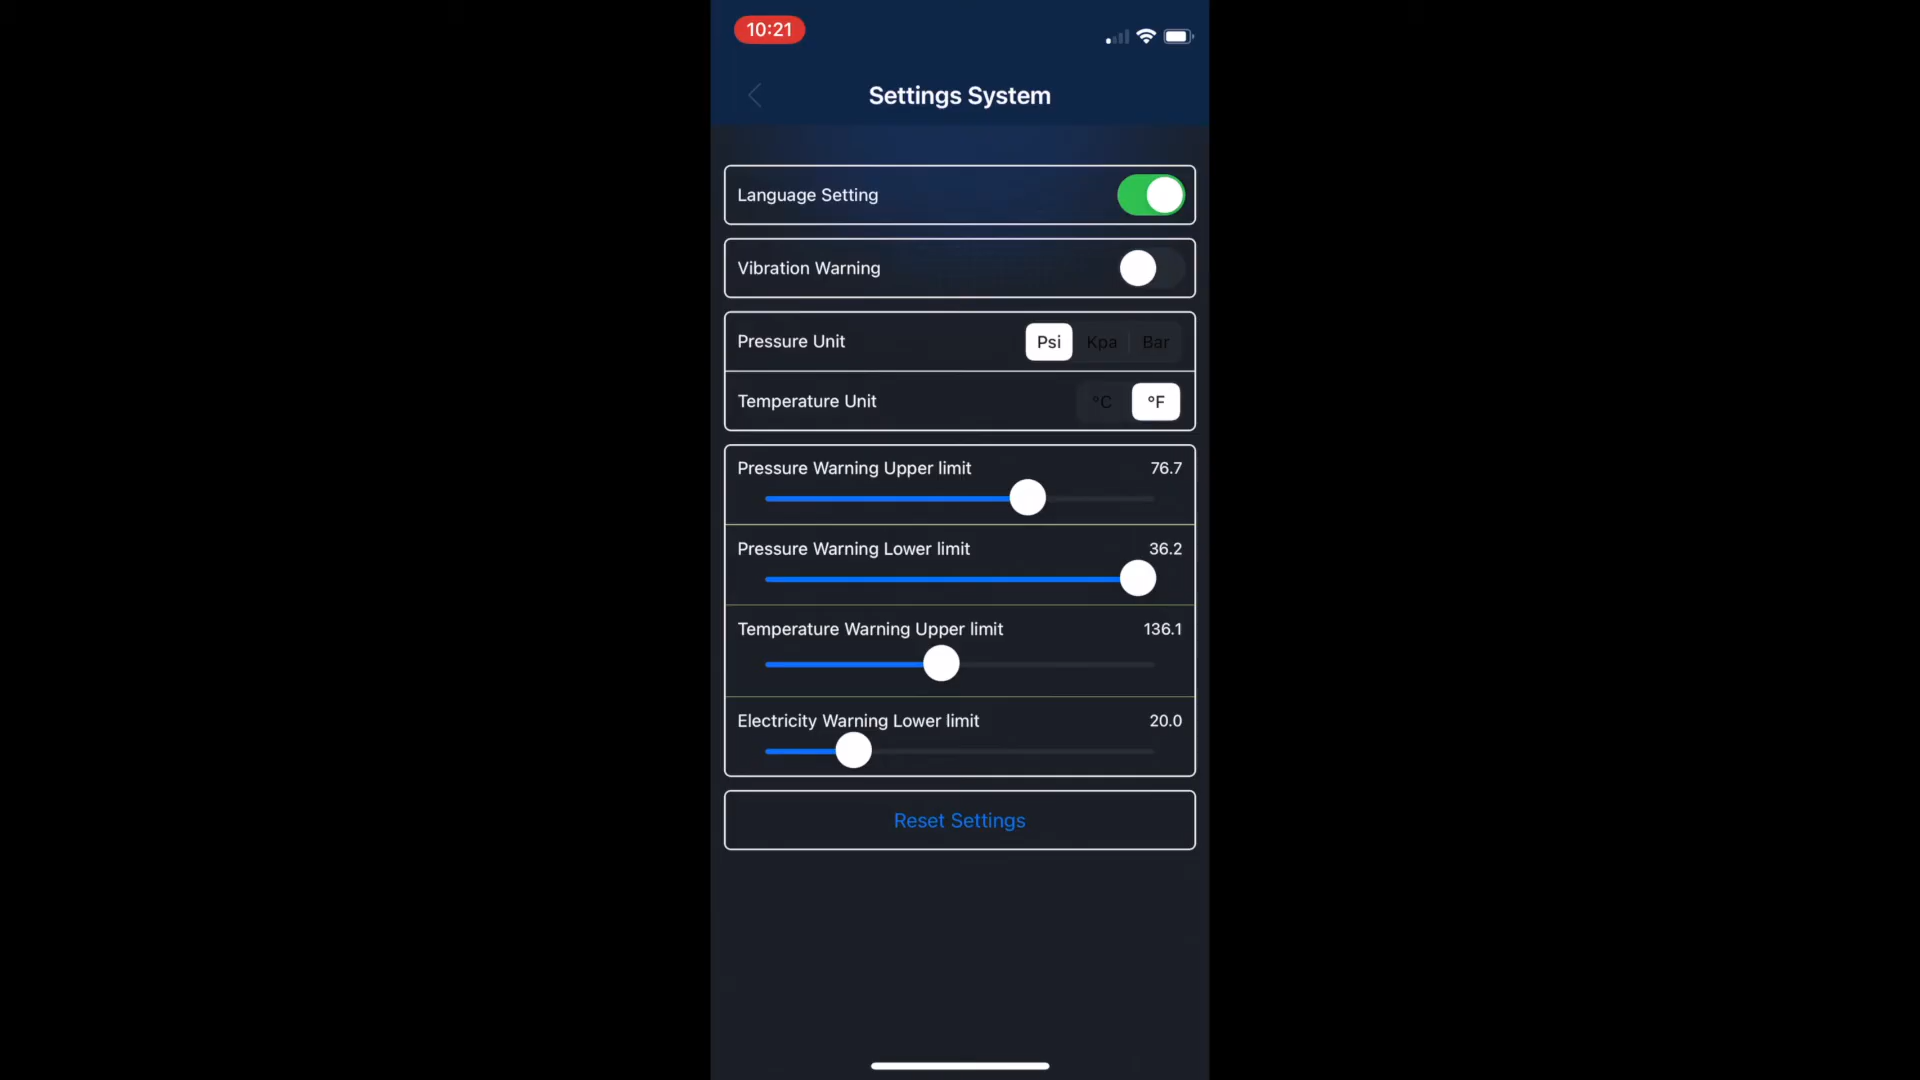 10:21
Settings System
Language Setting
Vibration Warning
Pressure Unit Psi Kpa Bar
Temperature Unit °C °F
Pressure Warning Upper limit 76.7
Pressure Warning Lower limit 36.2
Temperature Warning Upper limit 136.1
Electricity Warning Lower limit 20.0
Reset Settings